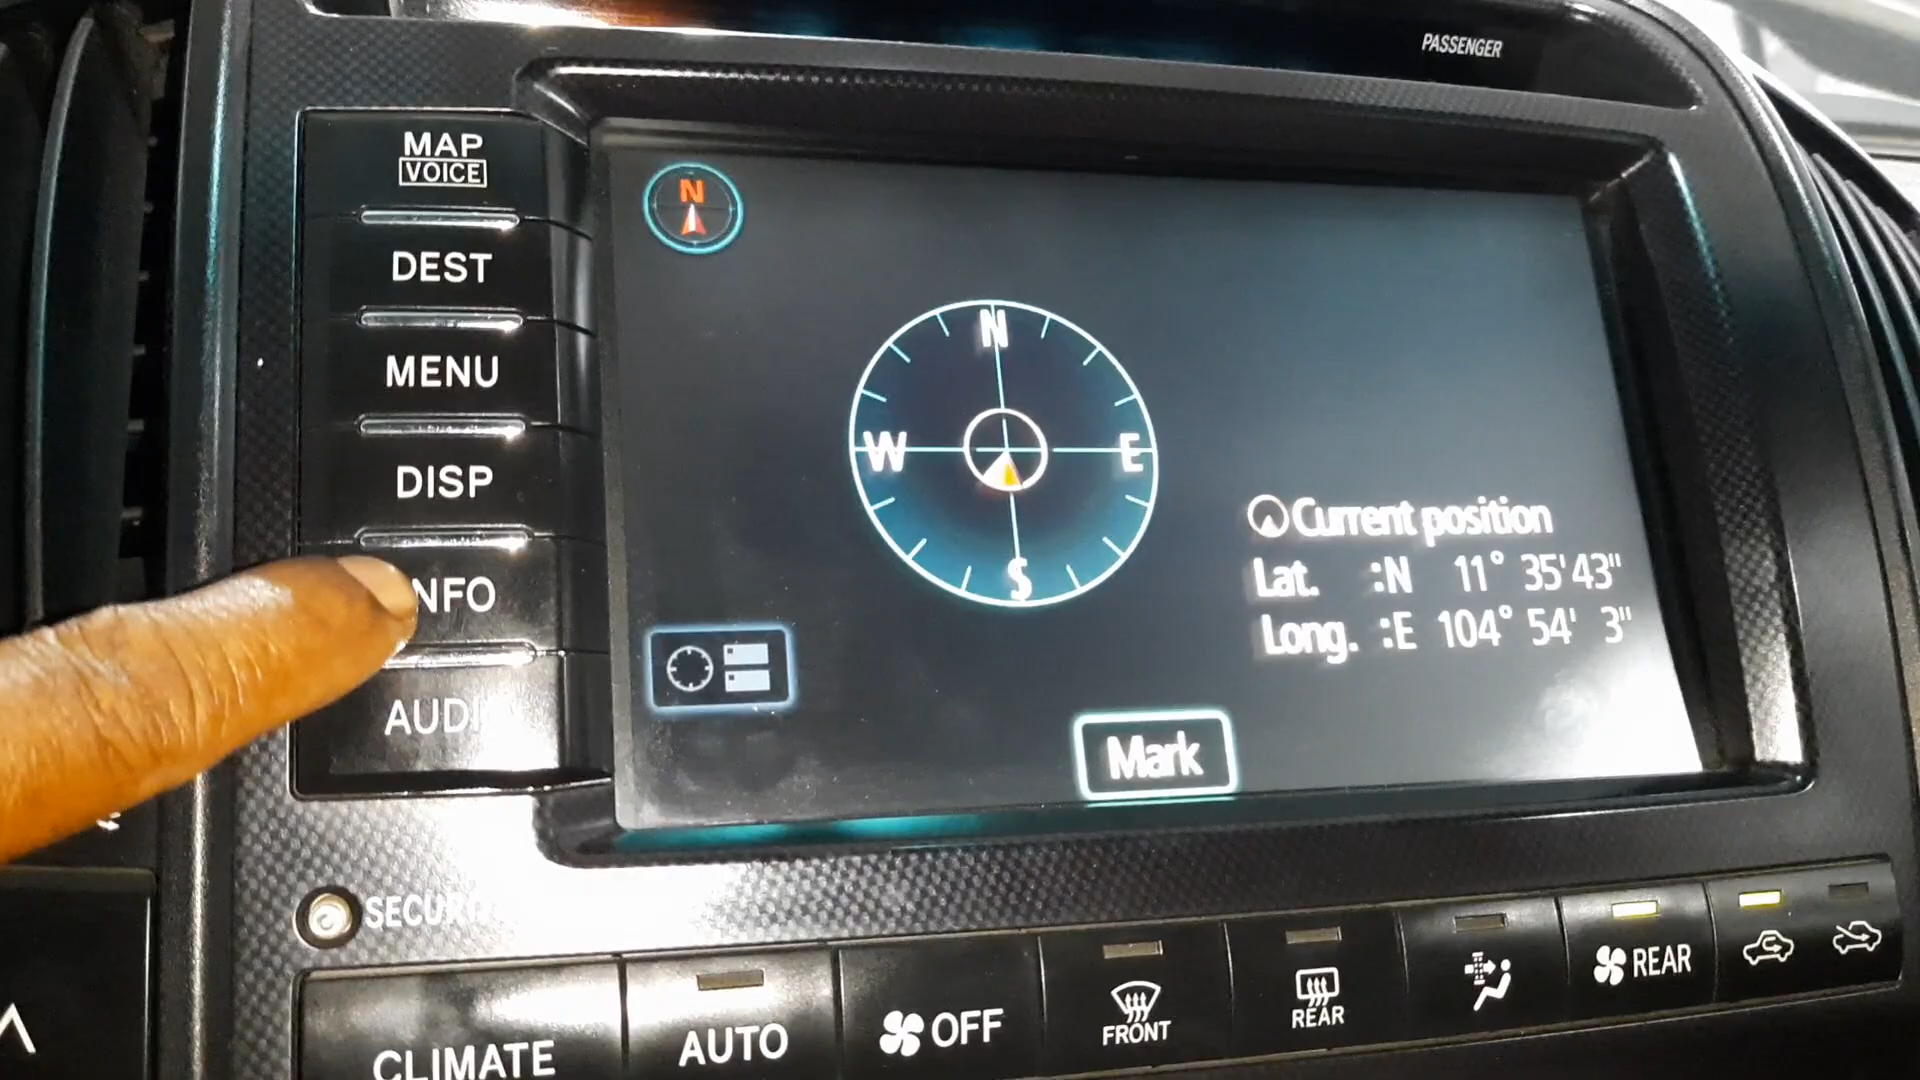 PASSENGER
MAP
VOICE
DEST
MENU
DISP
NFO
AUDI
N
N
W
E
S
Current position
Lat. :N 11° 35' 43"
Long. :E 104° 54' 3"
Mark
SECUR
CLIMATE
AUTO
OFF
FRONT
REAR
REAR